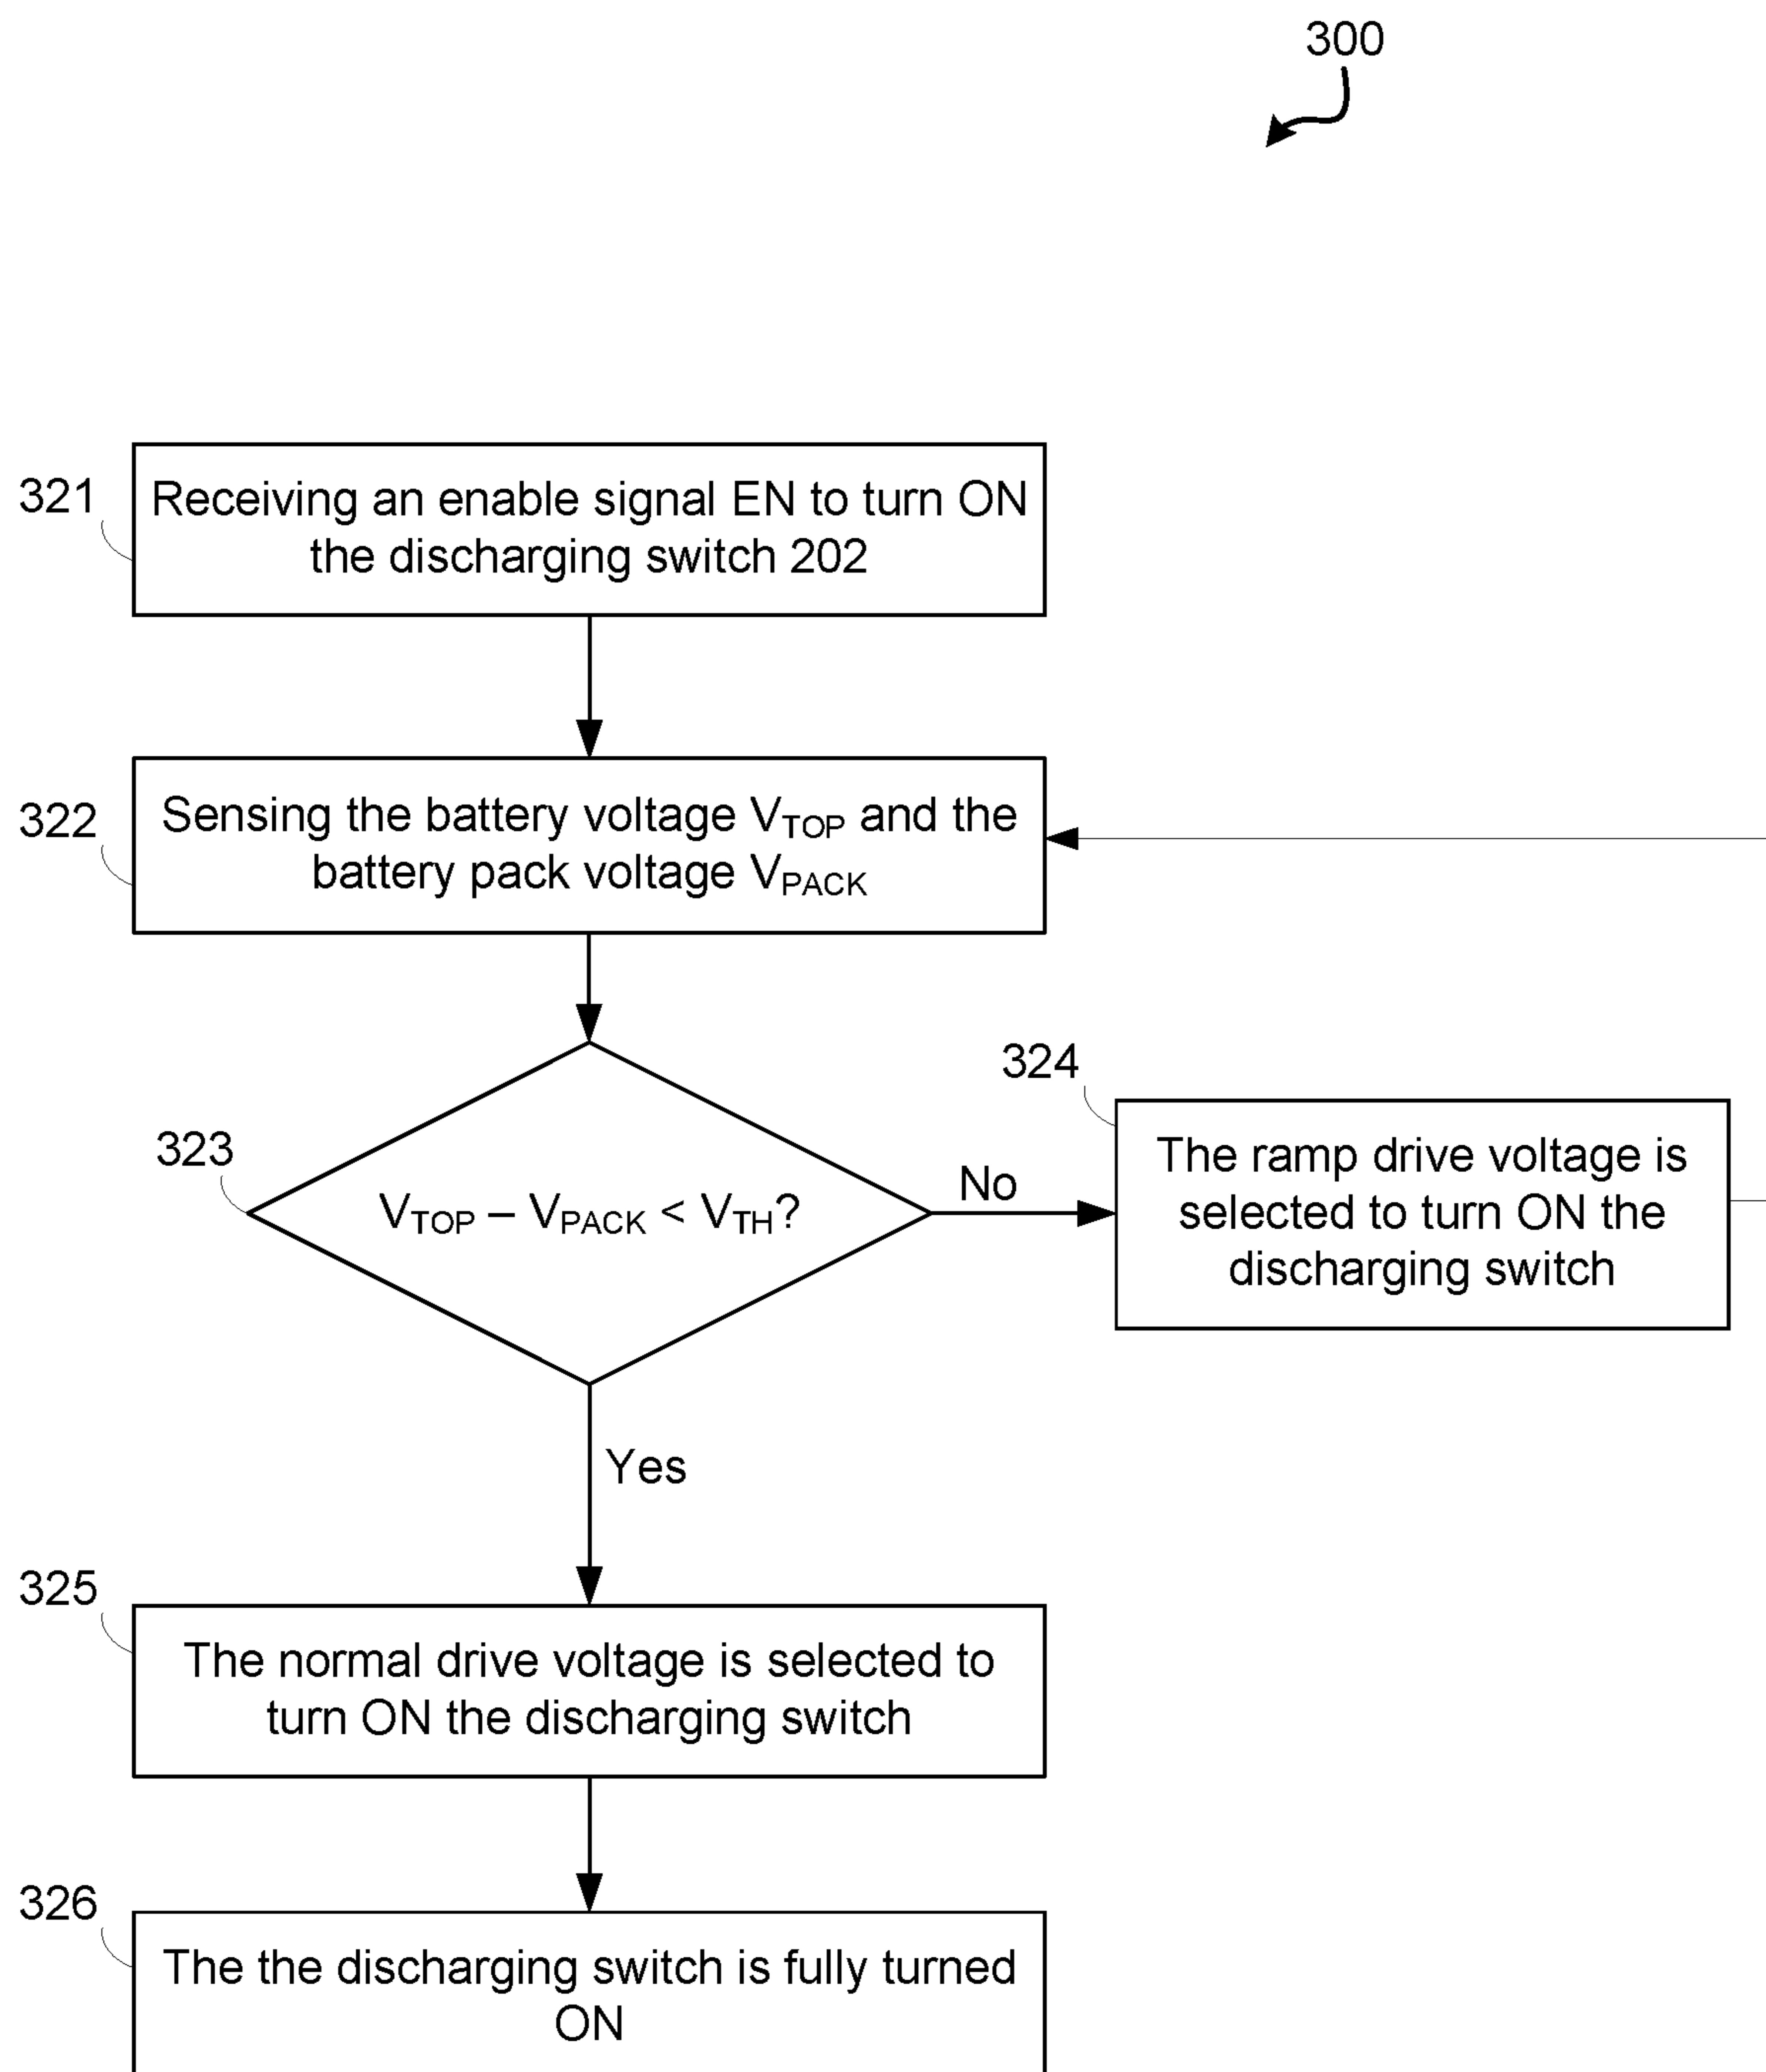 300
321
Receiving an enable signal EN to turn ON
the discharging switch 202
322
Sensing the battery voltage VTOP and the
battery pack voltage VPACK
323
VTOP – VPACK < VTH?
No
324
The ramp drive voltage is
selected to turn ON the
discharging switch
Yes
325
The normal drive voltage is selected to
turn ON the discharging switch
326
The the discharging switch is fully turned
ON